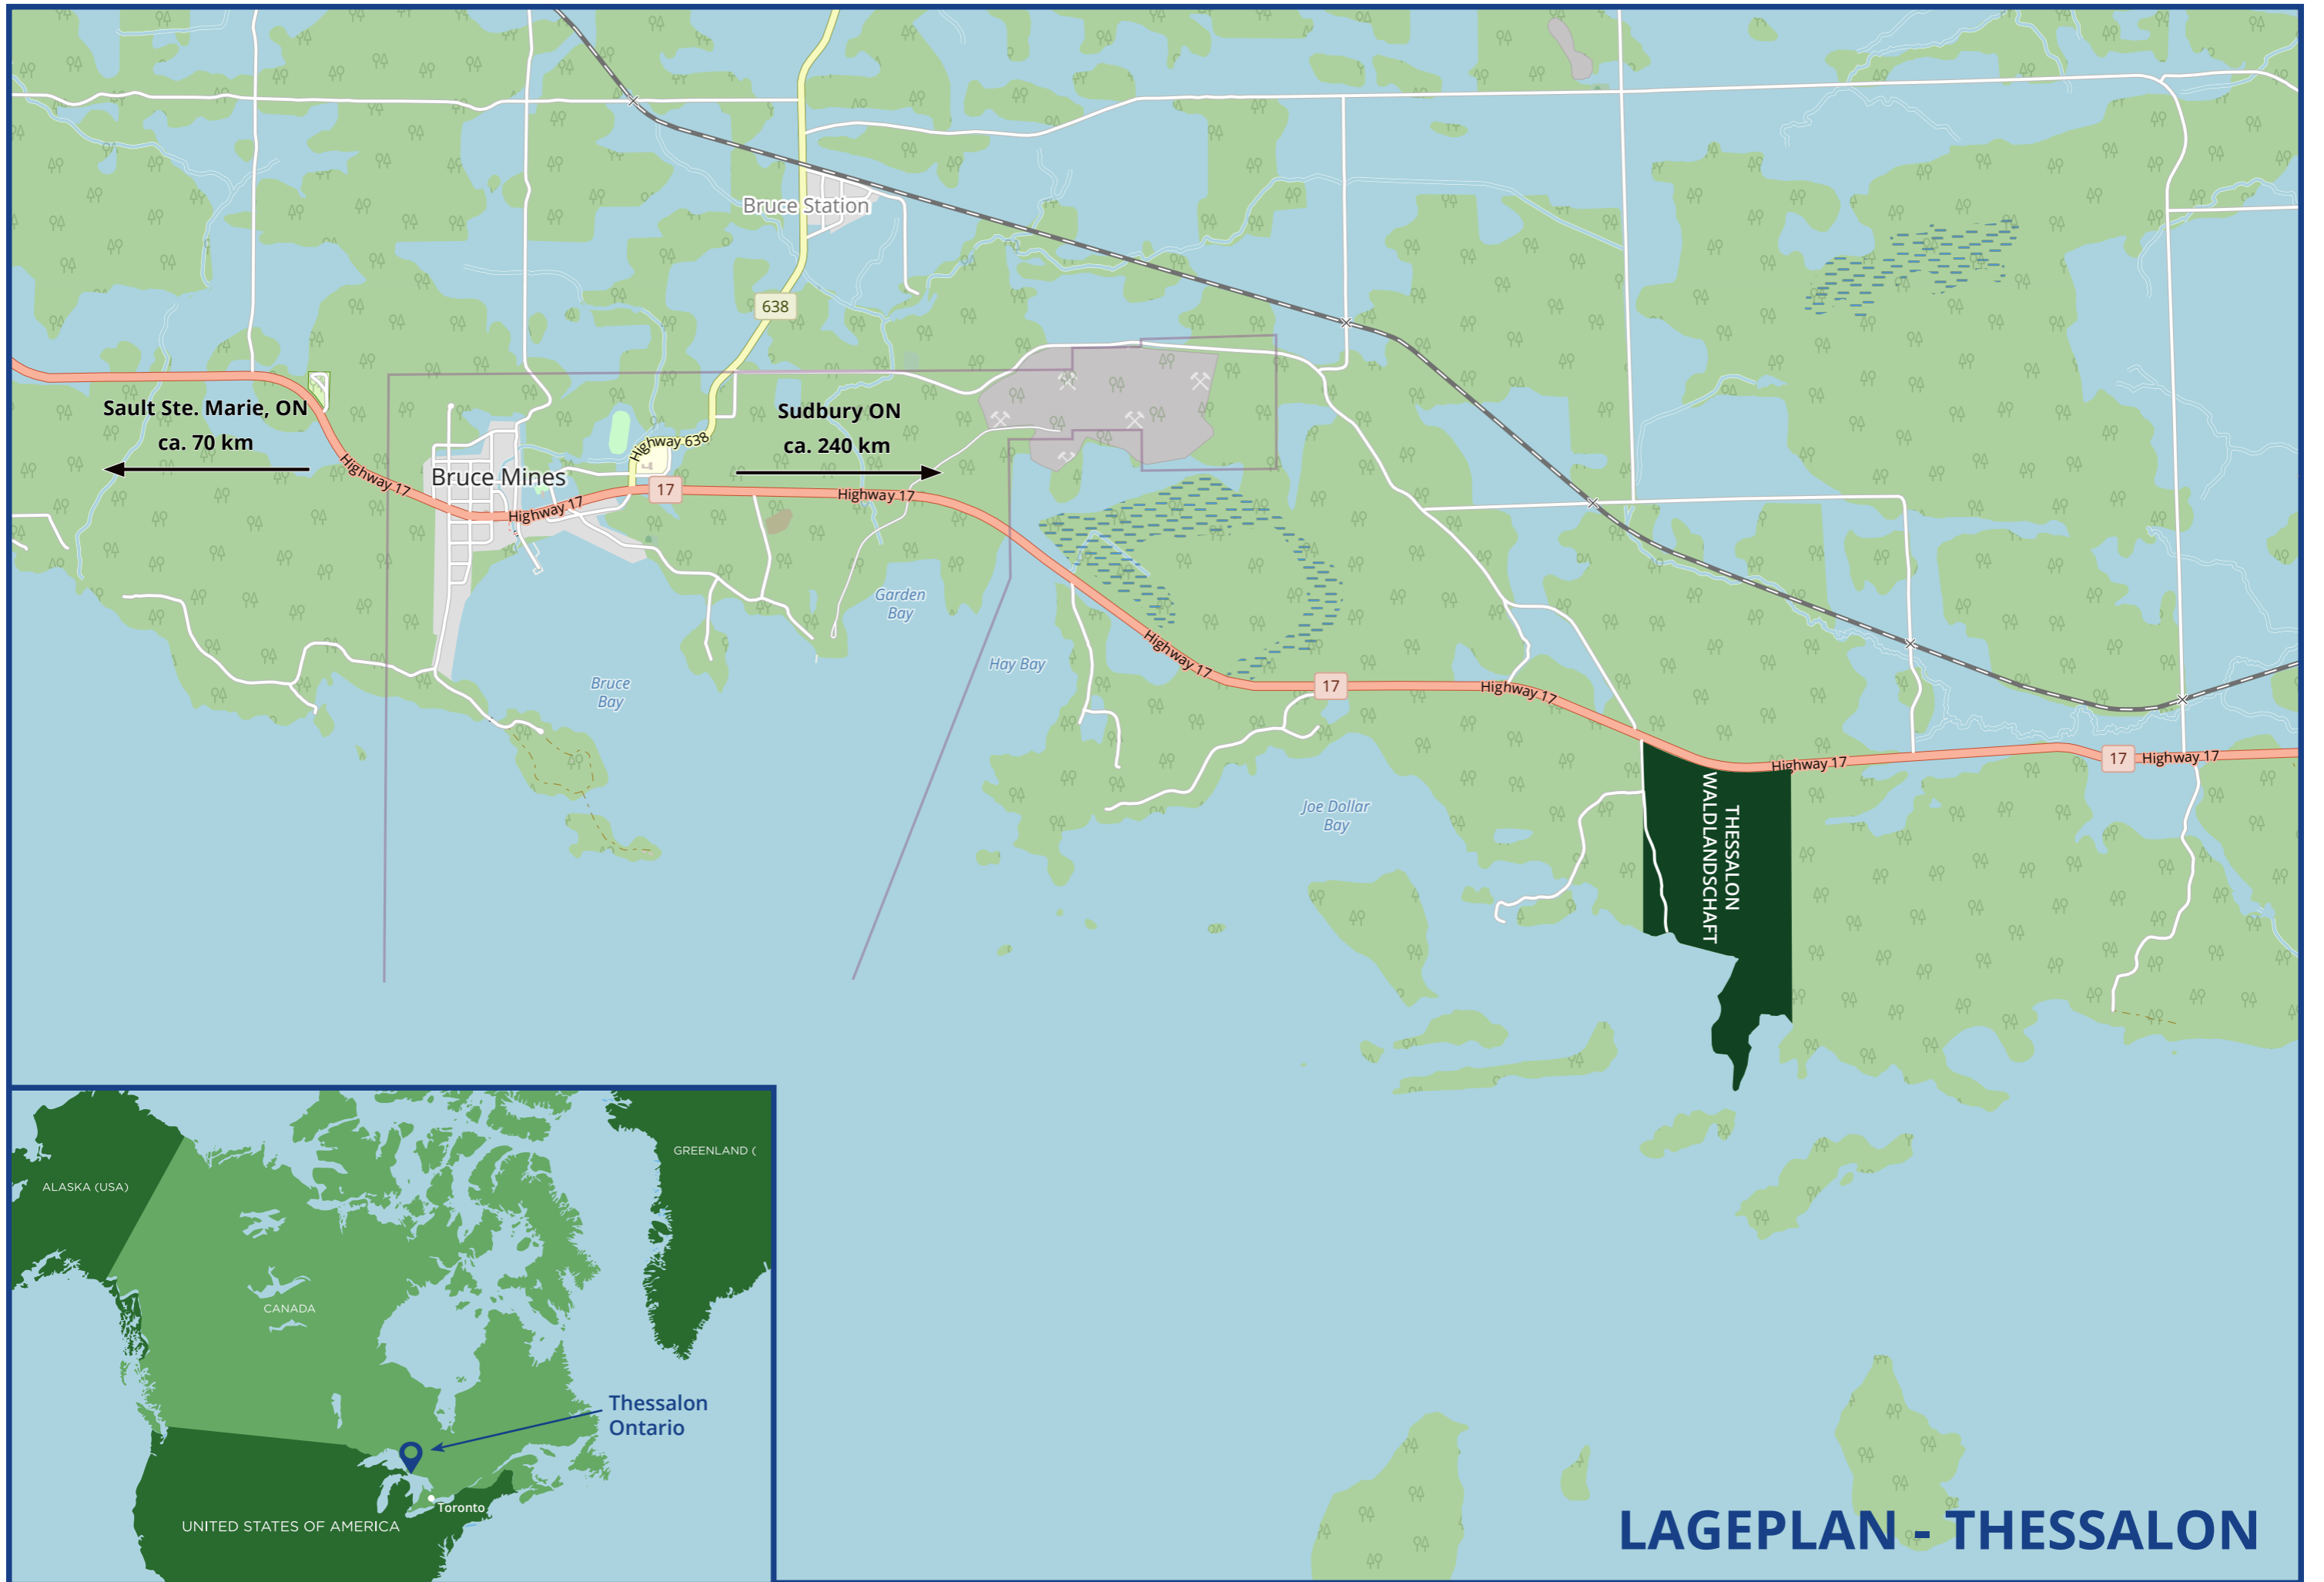 Bruce Station
638
Sault Ste. Marie, ON
ca. 70 km
Sudbury ON
ca. 240 km
Highway 638
Bruce Mines
Highway 17
Highway 17
17
Highway 17
Garden
Bay
Hay Bay
Bruce
Bay
Highway 17
17
Highway 17
Highway 17
17
Highway 17
Joe Dollar
Bay
THESSALON
WALDLANDSCHAFT
GREENLAND (
ALASKA (USA)
CANADA
Thessalon
Ontario
Toronto
UNITED STATES OF AMERICA
LAGEPLAN - THESSALON